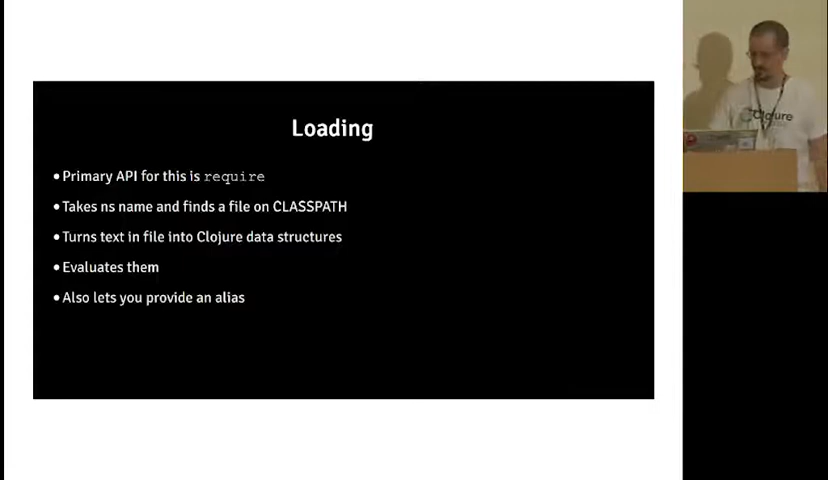 Loading
• Primary API for this is require
• Takes ns name and finds a file on CLASSPATH
• Turns text in file into Clojure data structures
• Evaluates them
• Also lets you provide an alias
Clojure